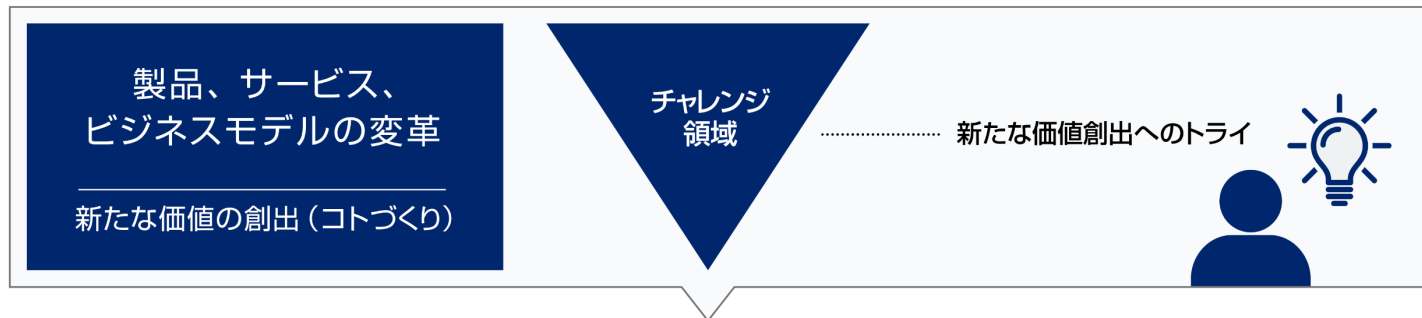 製品、サービス、
ビジネスモデルの変革
新たな価値の創出（コトづくり）
チャレンジ
領域
新たな価値創出へのトライ